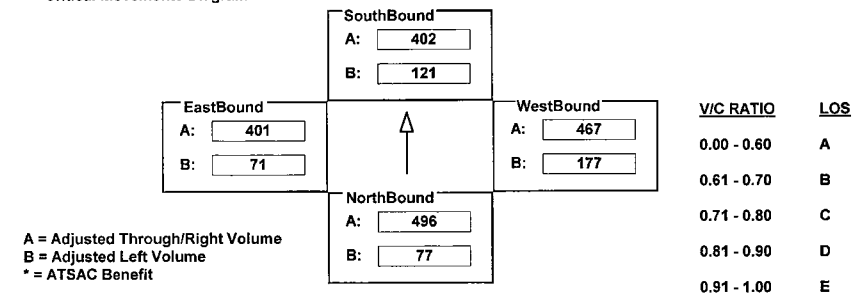 SouthBound
A: 402
B: 121
EastBound
A: 401
B: 71
WestBound
A: 467
B: 177
NorthBound
A: 496
B: 77
A = Adjusted Through/Right Volume
B = Adjusted Left Volume
* = ATSAC Benefit
V/C RATIO LOS
0.00 - 0.60 A
0.61 - 0.70 B
0.71 - 0.80 C
0.81 - 0.90 D
0.91 - 1.00 E